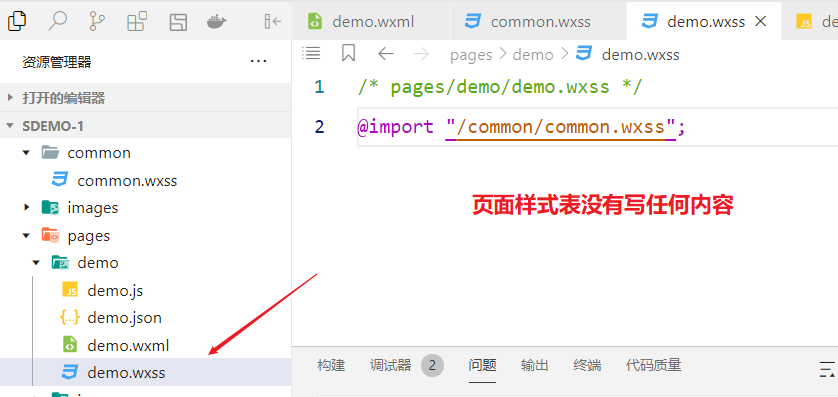 demo.wxml
common.wxss
demo.wxss
de
资源管理器
pages
demo
demo.wxss
打开的编辑器
1 /* pages/demo/demo.wxss */
SDEMO-1
2 @import "/common/common.wxss";
common
common.wxss
images
页面样式表没有写任何内容
pages
demo
JS demo.js
demo.json
demo.wxml
demo.wxss
构建
调试器 2
问题
输出
终端
代码质量